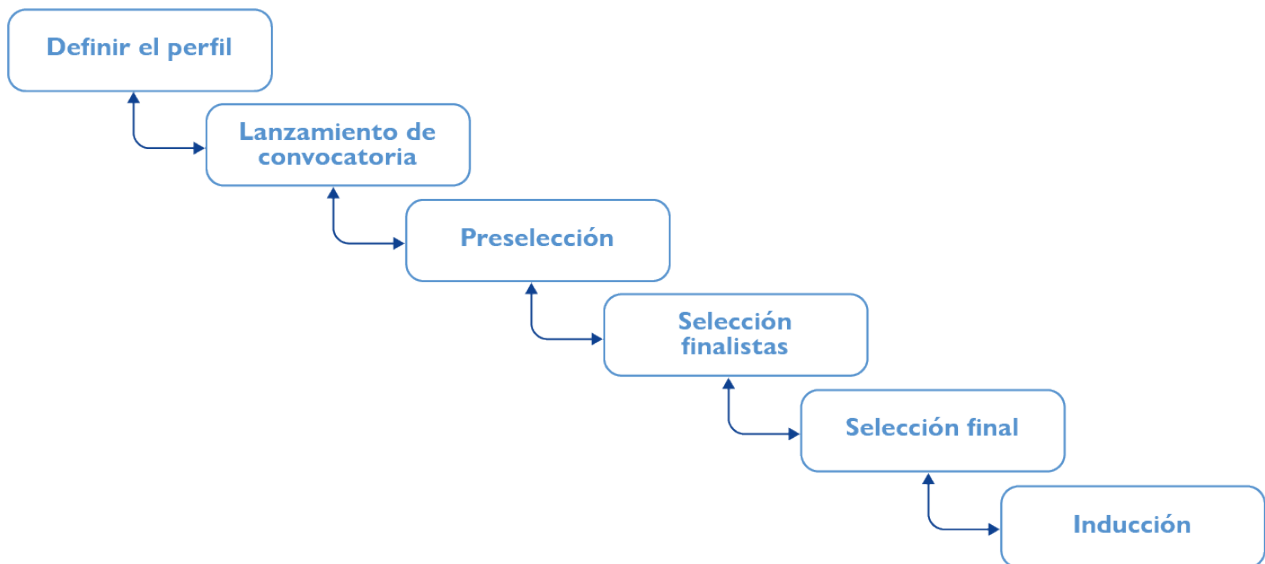 Definir el perfil
Lanzamiento de
convocatoria
Preselección
Selección
finalistas
Selección final
Inducción